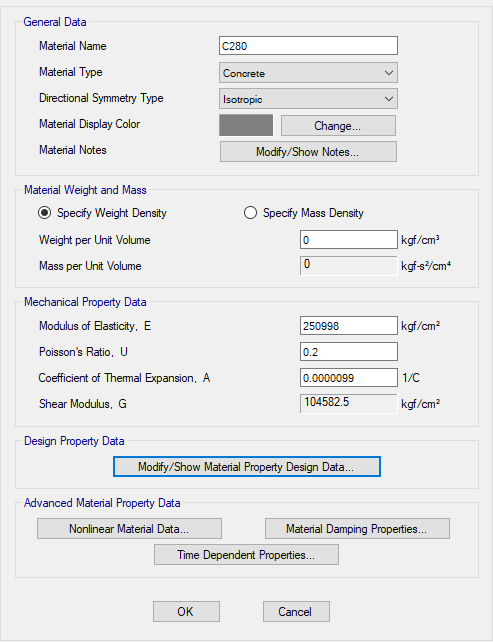 General Data
Material Name C280
Material Type Concrete
Directional Symmetry Type Isotropic
Material Display Color Change...
Material Notes Modify/Show Notes...
Material Weight and Mass
Specify Weight Density Specify Mass Density
Weight per Unit Volume 0 kgf/cm³
Mass per Unit Volume 0 kgf-s²/cm⁴
Mechanical Property Data
Modulus of Elasticity, E 250998 kgf/cm²
Poisson's Ratio, U 0.2
Coefficient of Thermal Expansion, A 0.0000099 1/C
Shear Modulus, G 104582.5 kgf/cm²
Design Property Data
Modify/Show Material Property Design Data...
Advanced Material Property Data
Nonlinear Material Data... Material Damping Properties...
Time Dependent Properties...
OK Cancel